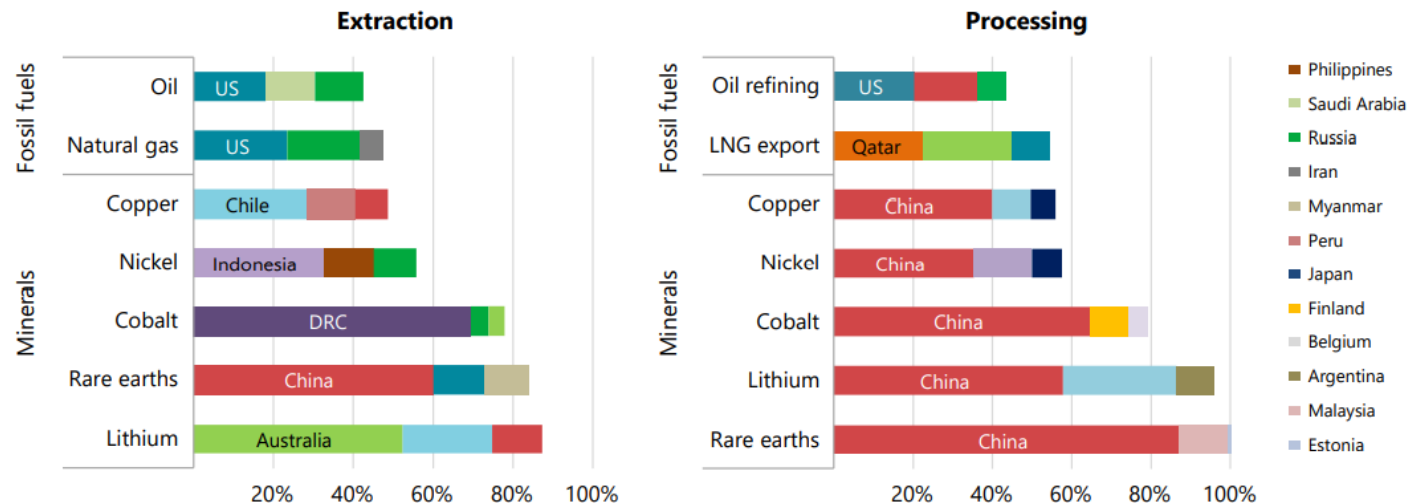 Extraction
Fossil fuels
Oil
US
Natural gas
US
Minerals
Copper
Chile
Nickel
Indonesia
Cobalt
DRC
Rare earths
China
Lithium
Australia
20% 40% 60% 80% 100%
Processing
Fossil fuels
Oil refining
US
LNG export
Qatar
Minerals
Copper
China
Nickel
China
Cobalt
China
Lithium
China
Rare earths
China
20% 40% 60% 80% 100%
Philippines
Saudi Arabia
Russia
Iran
Myanmar
Peru
Japan
Finland
Belgium
Argentina
Malaysia
Estonia